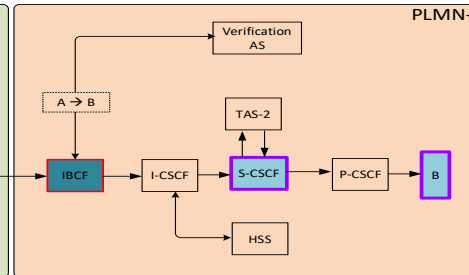 PLMN-
Verification
AS
A → B
TAS-2
IBCF
I-CSCF
S-CSCF
P-CSCF
B
HSS